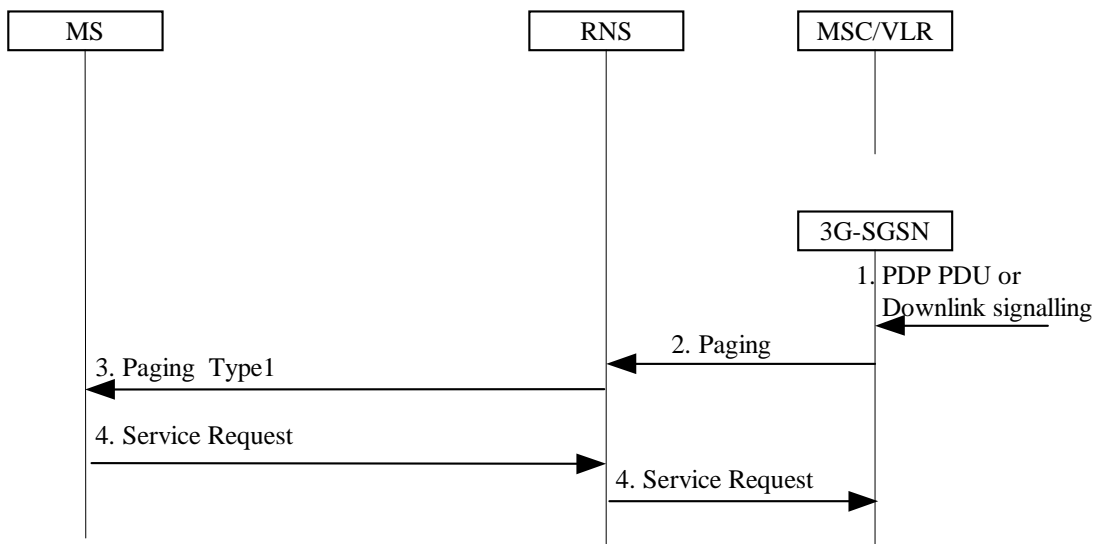 MS
RNS
MSC/VLR
3G-SGSN
1. PDP PDU or
Downlink signalling
2. Paging
3. Paging Type1
4. Service Request
4. Service Request